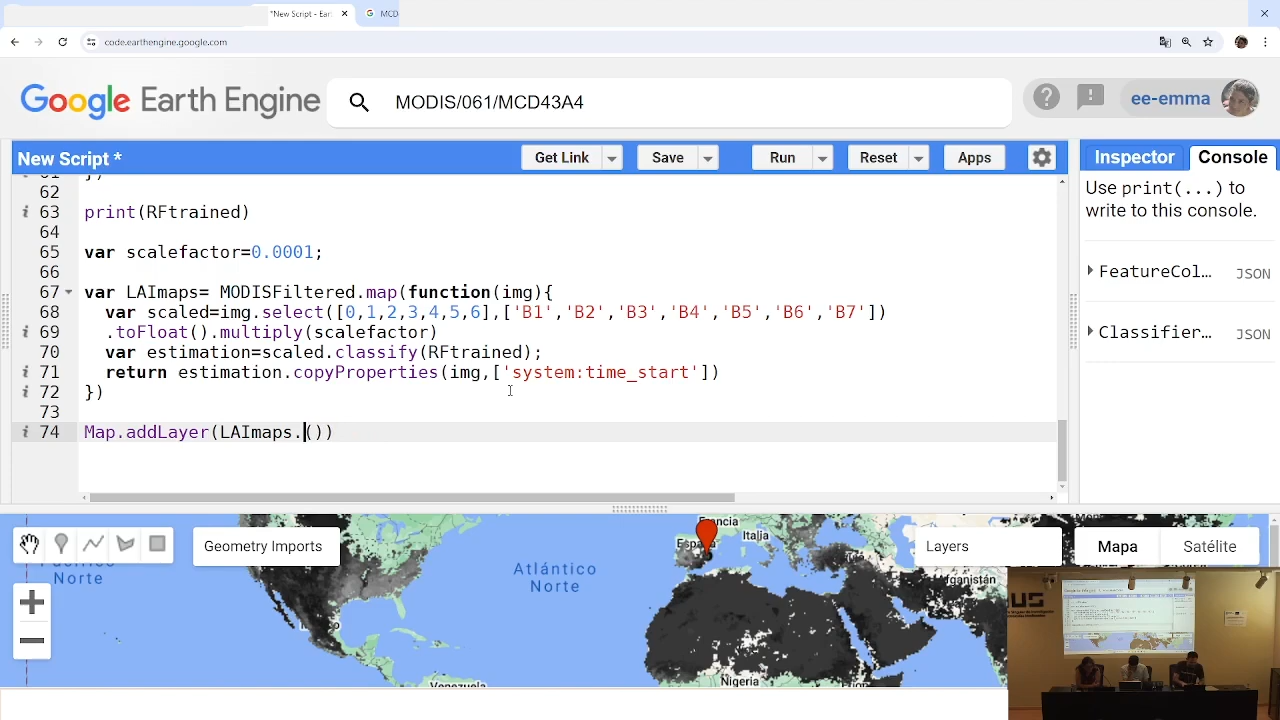 *New Script - Eart
MCD
code.earthengine.google.com
Google Earth Engine
MODIS/061/MCD43A4
ee-emma
New Script *
Get Link
Save
Run
Reset
Apps
Inspector
Console
61 })
62
63 print(RFtrained)
64
65 var scalefactor=0.0001;
66
67 var LAImaps= MODISFiltered.map(function(img){
68 var scaled=img.select([0,1,2,3,4,5,6],['B1','B2','B3','B4','B5','B6','B7'])
69 .toFloat().multiply(scalefactor)
70 var estimation=scaled.classify(RFtrained);
71 return estimation.copyProperties(img,['system:time_start'])
72 })
73
74 Map.addLayer(LAImaps.())
Use print(...) to
write to this console.
FeatureCol... JSON
Classifier... JSON
Geometry Imports
Layers
Mapa
Satélite
Norte
Atlántico
Norte
Francia
España
Italia
Afganistán
Nigeria
Venezuela